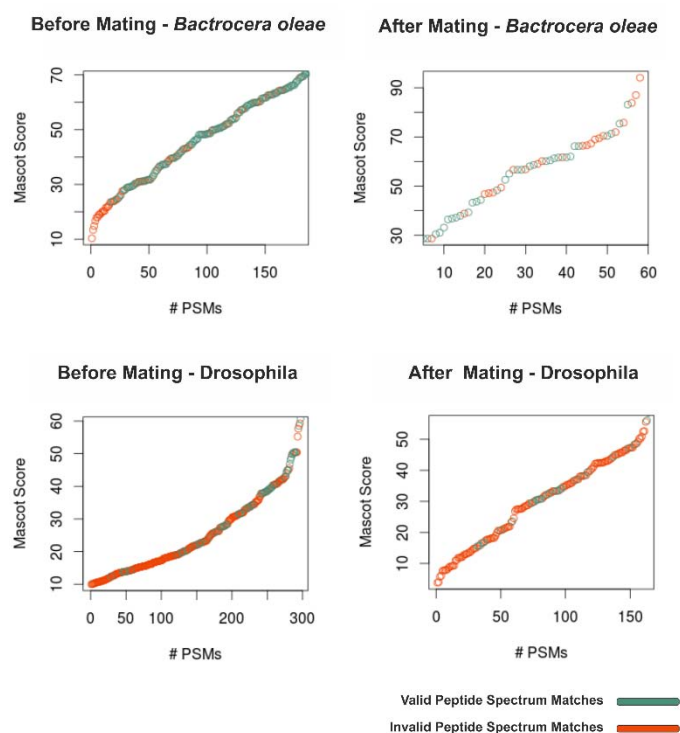 Before Mating - Bactrocera oleae
After Mating - Bactrocera oleae
Mascot Score
70
50
30
10
0
50
100
150
# PSMs
Mascot Score
90
70
50
30
10
20
30
40
50
60
# PSMs
Before Mating - Drosophila
After  Mating - Drosophila
Mascot Score
60
50
40
30
20
10
0
50
100
200
300
# PSMs
Mascot Score
50
40
30
20
10
0
50
100
150
# PSMs
Valid Peptide Spectrum Matches
Invalid Peptide Spectrum Matches